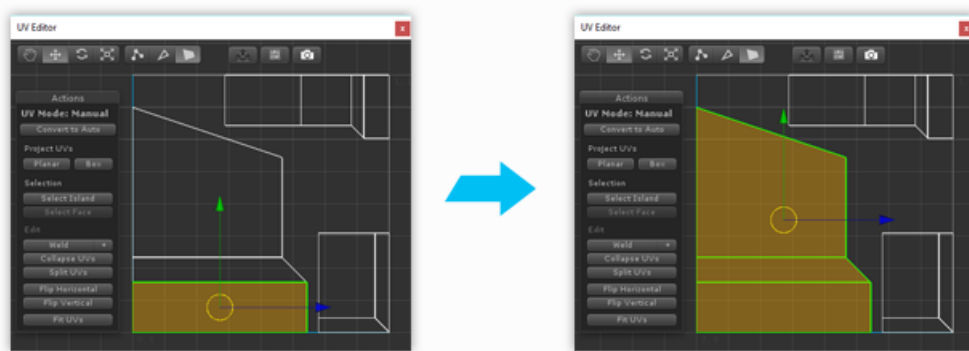 UV Editor
x
Actions
UV Mode: Manual
Convert to Auto
Project UVs
Planar Box
Selection
Select Island
Select Face
Edit
Weld +
Collapse UVs
Split UVs
Flip Horizontal
Flip Vertical
Fit UVs
UV Editor
x
Actions
UV Mode: Manual
Convert to Auto
Project UVs
Planar Box
Selection
Select Island
Select Face
Edit
Weld +
Collapse UVs
Split UVs
Flip Horizontal
Flip Vertical
Fit UVs